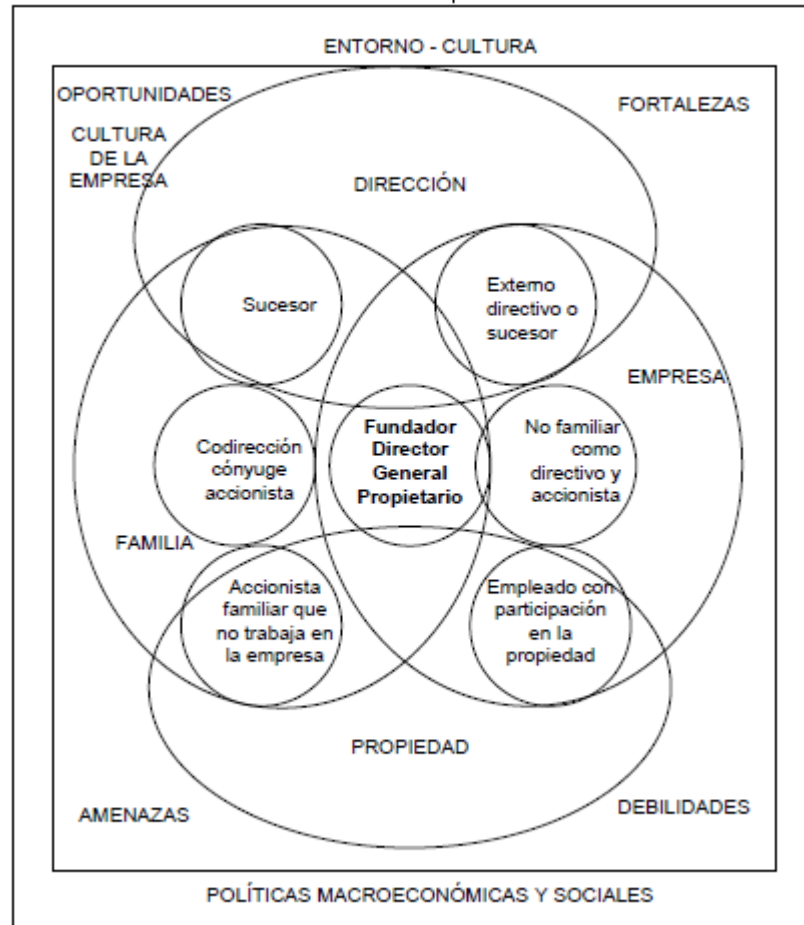 ENTORNO - CULTURA
OPORTUNIDADES
FORTALEZAS
CULTURA
DE LA
EMPRESA
DIRECCIÓN
Sucesor
Externo
directivo o
sucesor
EMPRESA
Codirección
cónyuge
accionista
Fundador
Director
General
Propietario
No familiar
como
directivo y
accionista
FAMILIA
Accionista
familiar que
no trabaja en
la empresa
Empleado con
participación
en la
propiedad
PROPIEDAD
AMENAZAS
DEBILIDADES
POLÍTICAS MACROECONÓMICAS Y SOCIALES